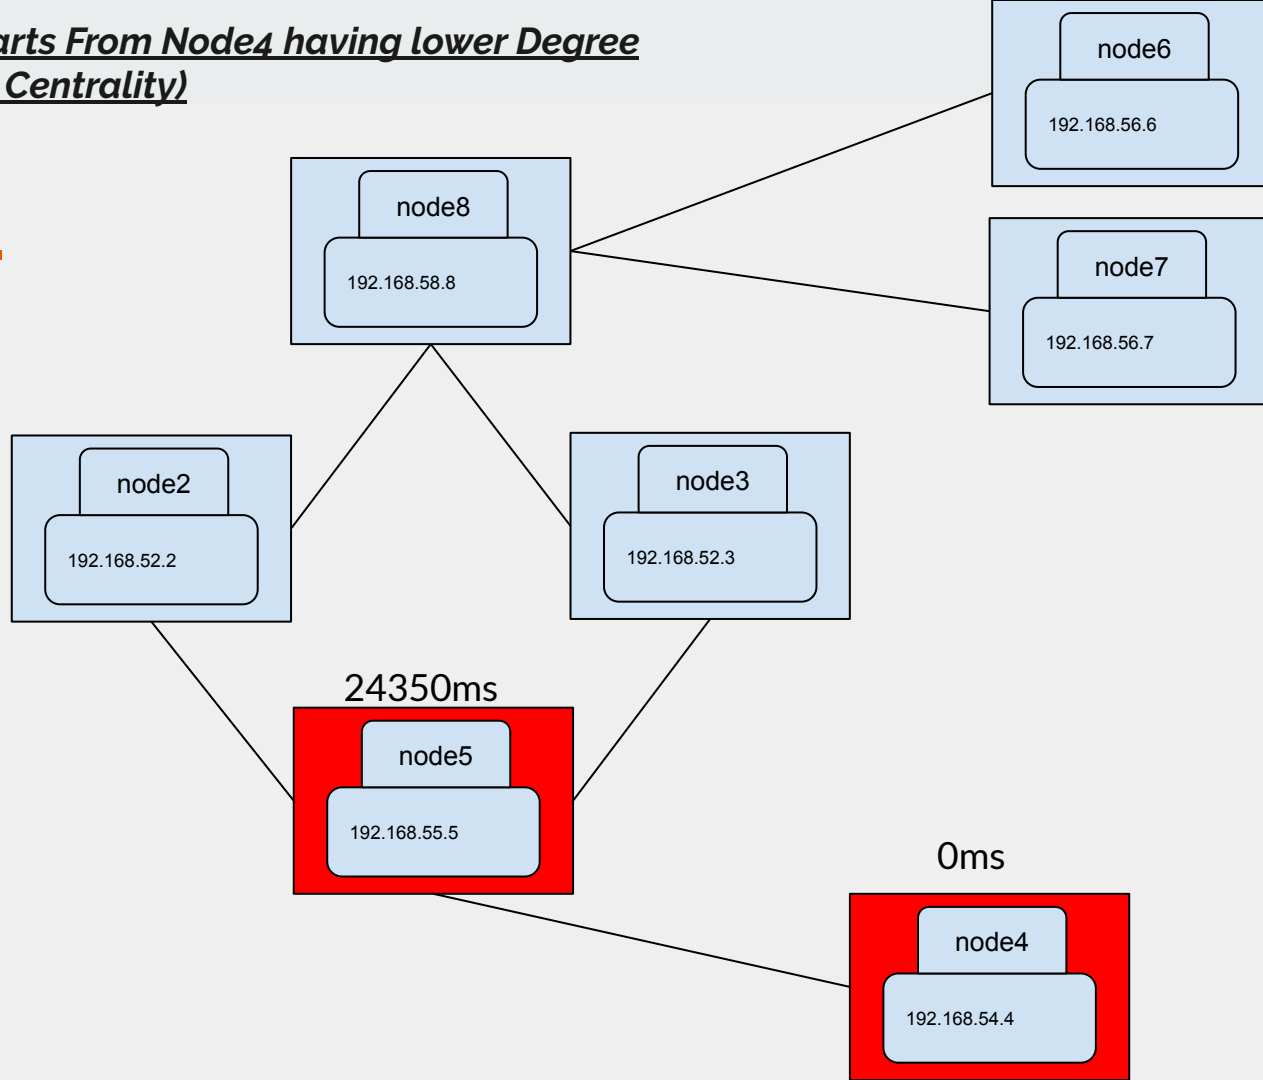 arts From Node4 having lower Degree
Centrality)
node6
192.168.56.6
node8
192.168.58.8
node7
192.168.56.7
node2
192.168.52.2
node3
192.168.52.3
24350ms
node5
192.168.55.5
0ms
node4
192.168.54.4